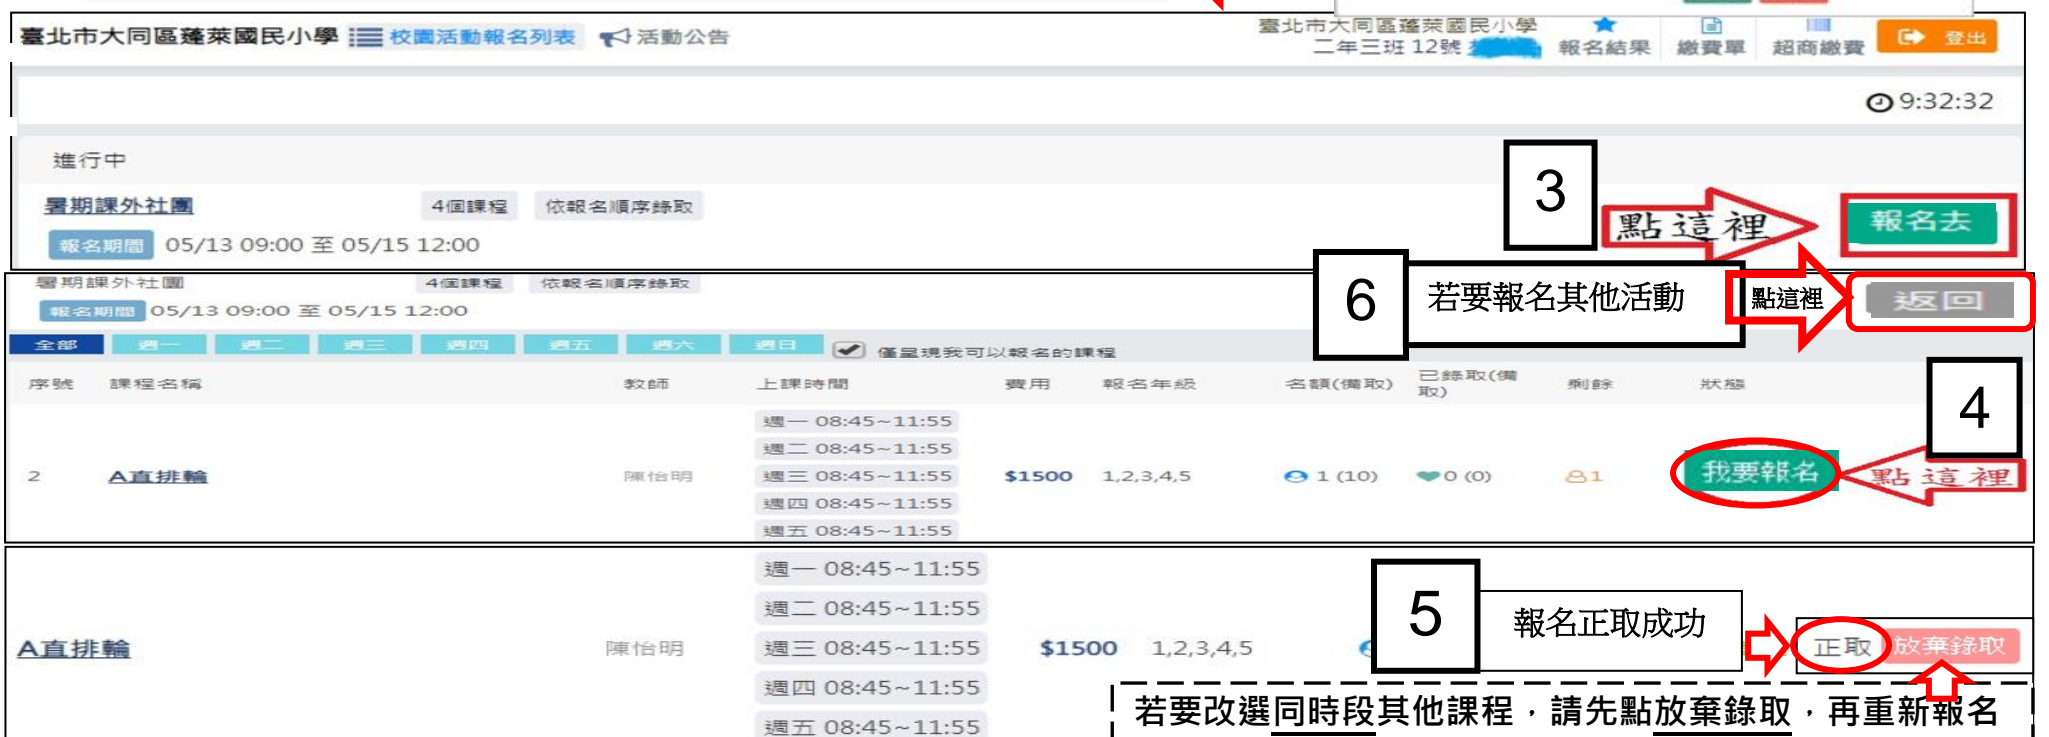 臺北市大同區蓬萊國民小學 校園活動報名列表 活動公告
臺北市大同區蓬萊國民小學
二年三班 12號
報名結果 繳費單 超商繳費 登出
9:32:32
進行中
暑期課外社團 4個課程 依報名順序錄取
報名期間 05/13 09:00 至 05/15 12:00
3 點這裡 報名去
暑期課外社團 4個課程 依報名順序錄取
報名期間 05/13 09:00 至 05/15 12:00
6 若要報名其他活動 點這裡 返回
全部 週一 週二 週三 週四 週五 週六 週日 僅呈現我可以報名的課程
序號 課程名稱 教師 上課時間 費用 報名年級 名額(備取) 已錄取(備取) 剩餘 狀態
4
週一 08:45~11:55
週二 08:45~11:55
2 A直排輪 陳怡明 週三 08:45~11:55 $1500 1,2,3,4,5 1 (10) 0 (0) 1 我要報名 點這裡
週四 08:45~11:55
週五 08:45~11:55
週一 08:45~11:55
週二 08:45~11:55
5 報名正取成功
A直排輪 陳怡明 週三 08:45~11:55 $1500 1,2,3,4,5 正取 放棄錄取
週四 08:45~11:55
週五 08:45~11:55
若要改選同時段其他課程，請先點放棄錄取，再重新報名